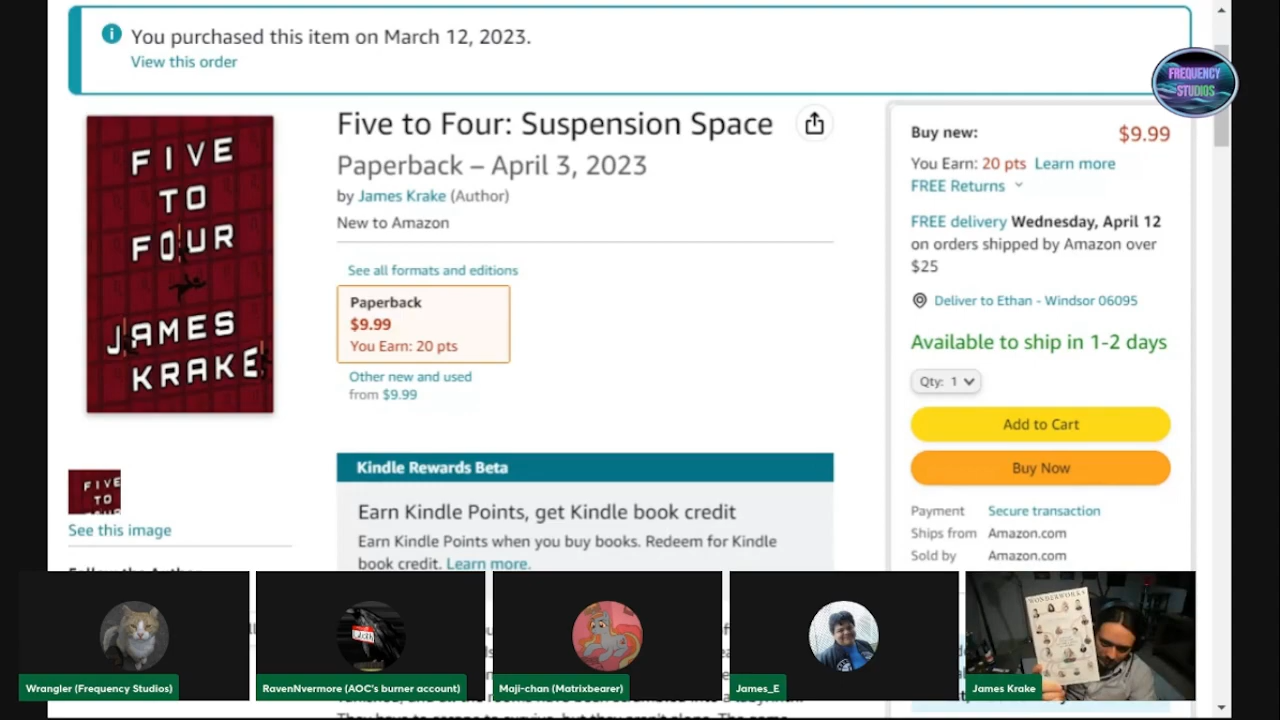 You purchased this item on March 12, 2023.
View this order
FREQUENCY
STUDIOS
FIVE
TO
FOUR
JAMES
KRAKE
Five to Four: Suspension Space
Paperback – April 3, 2023
by James Krake (Author)
New to Amazon
See all formats and editions
Paperback
$9.99
You Earn: 20 pts
Other new and used
from $9.99
Kindle Rewards Beta
Earn Kindle Points, get Kindle book credit
Earn Kindle Points when you buy books. Redeem for Kindle
book credit. Learn more.
Buy new: $9.99
You Earn: 20 pts Learn more
FREE Returns
FREE delivery Wednesday, April 12
on orders shipped by Amazon over
$25
Deliver to Ethan - Windsor 06095
Available to ship in 1-2 days
Qty: 1
Add to Cart
Buy Now
Payment Secure transaction
Ships from Amazon.com
Sold by Amazon.com
FIVE
TO
See this image
WONDERWORKS
Wrangler (Frequency Studios)
RavenNvermore (AOC's burner account)
Maji-chan (Matrixbearer)
James_E
James Krake